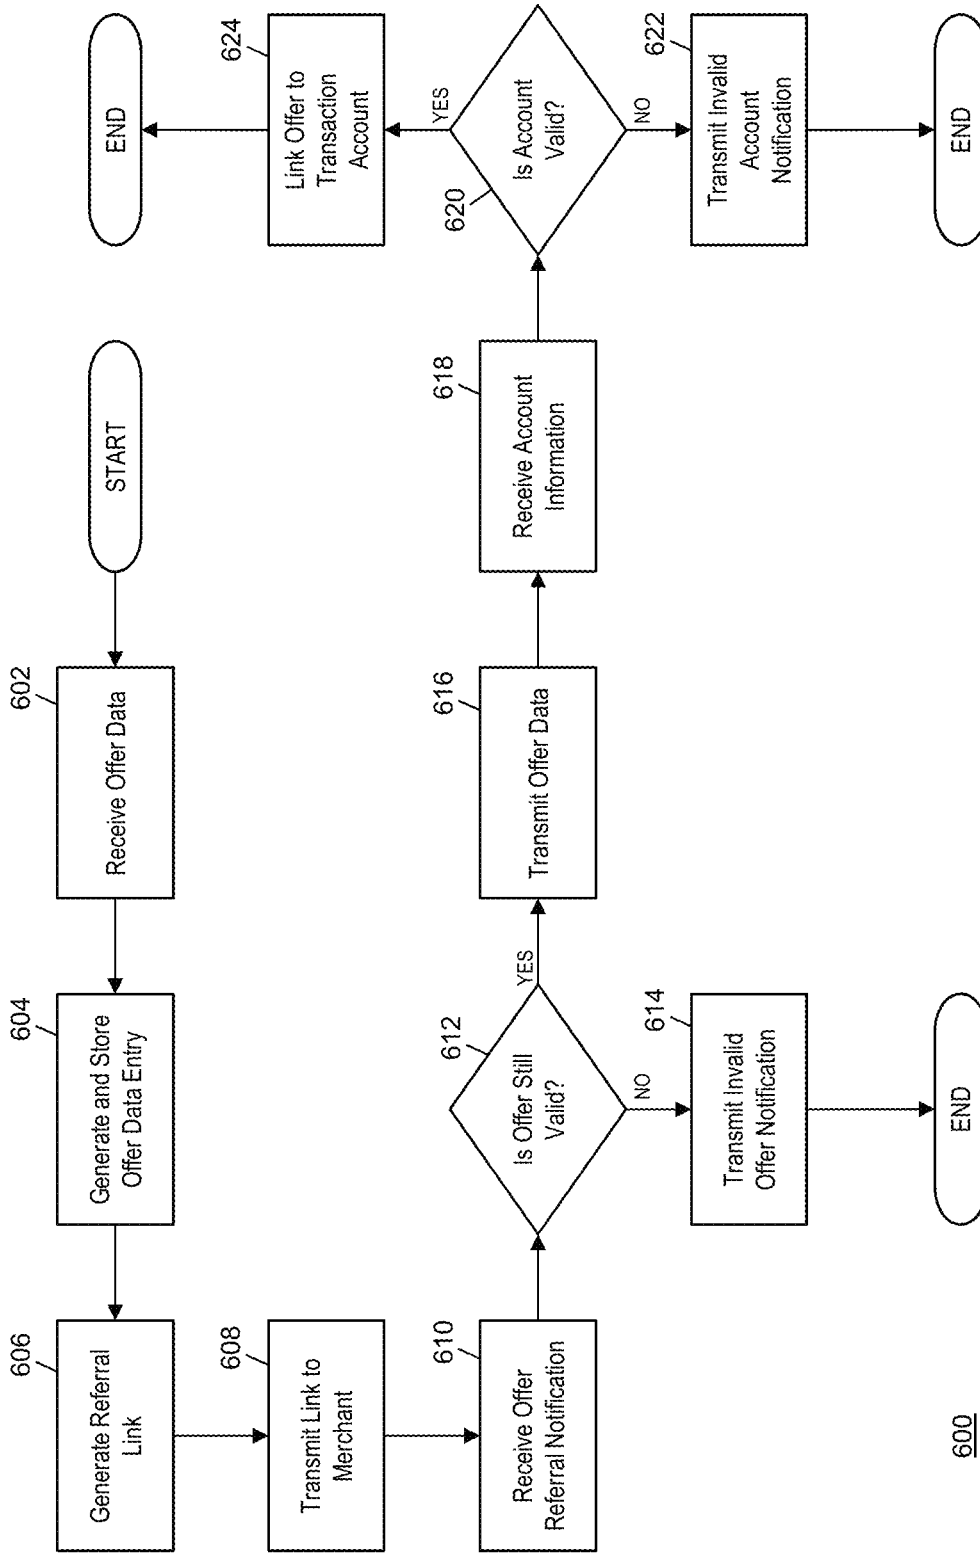 START
602
Receive Offer Data
604
Generate and Store
Offer Data Entry
606
Generate Referral
Link
608
Transmit Link to
Merchant
610
Receive Offer
Referral Notification
612
Is Offer Still
Valid?
NO
614
Transmit Invalid
Offer Notification
END
YES
616
Transmit Offer Data
618
Receive Account
Information
620
Is Account
Valid?
NO
622
Transmit Invalid
Account
Notification
END
YES
624
Link Offer to
Transaction
Account
END
600